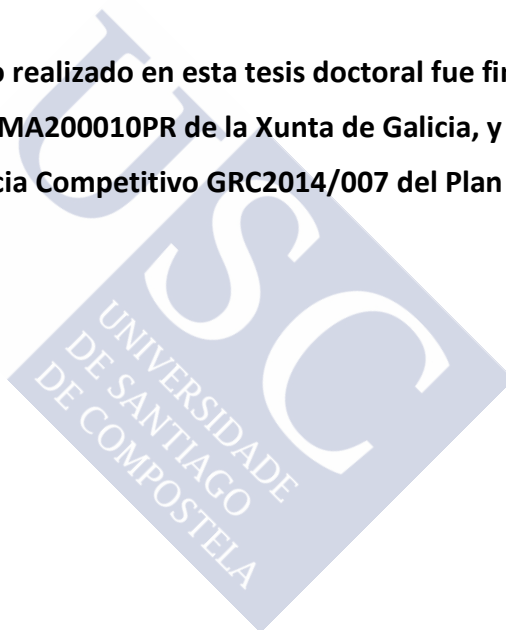 o realizado en esta tesis doctoral fue fi
MA200010PR de la Xunta de Galicia, y
cia Competitivo GRC2014/007 del Plan
USC
UNIVERSIDADE
DE SANTIAGO
DE COMPOSTELA